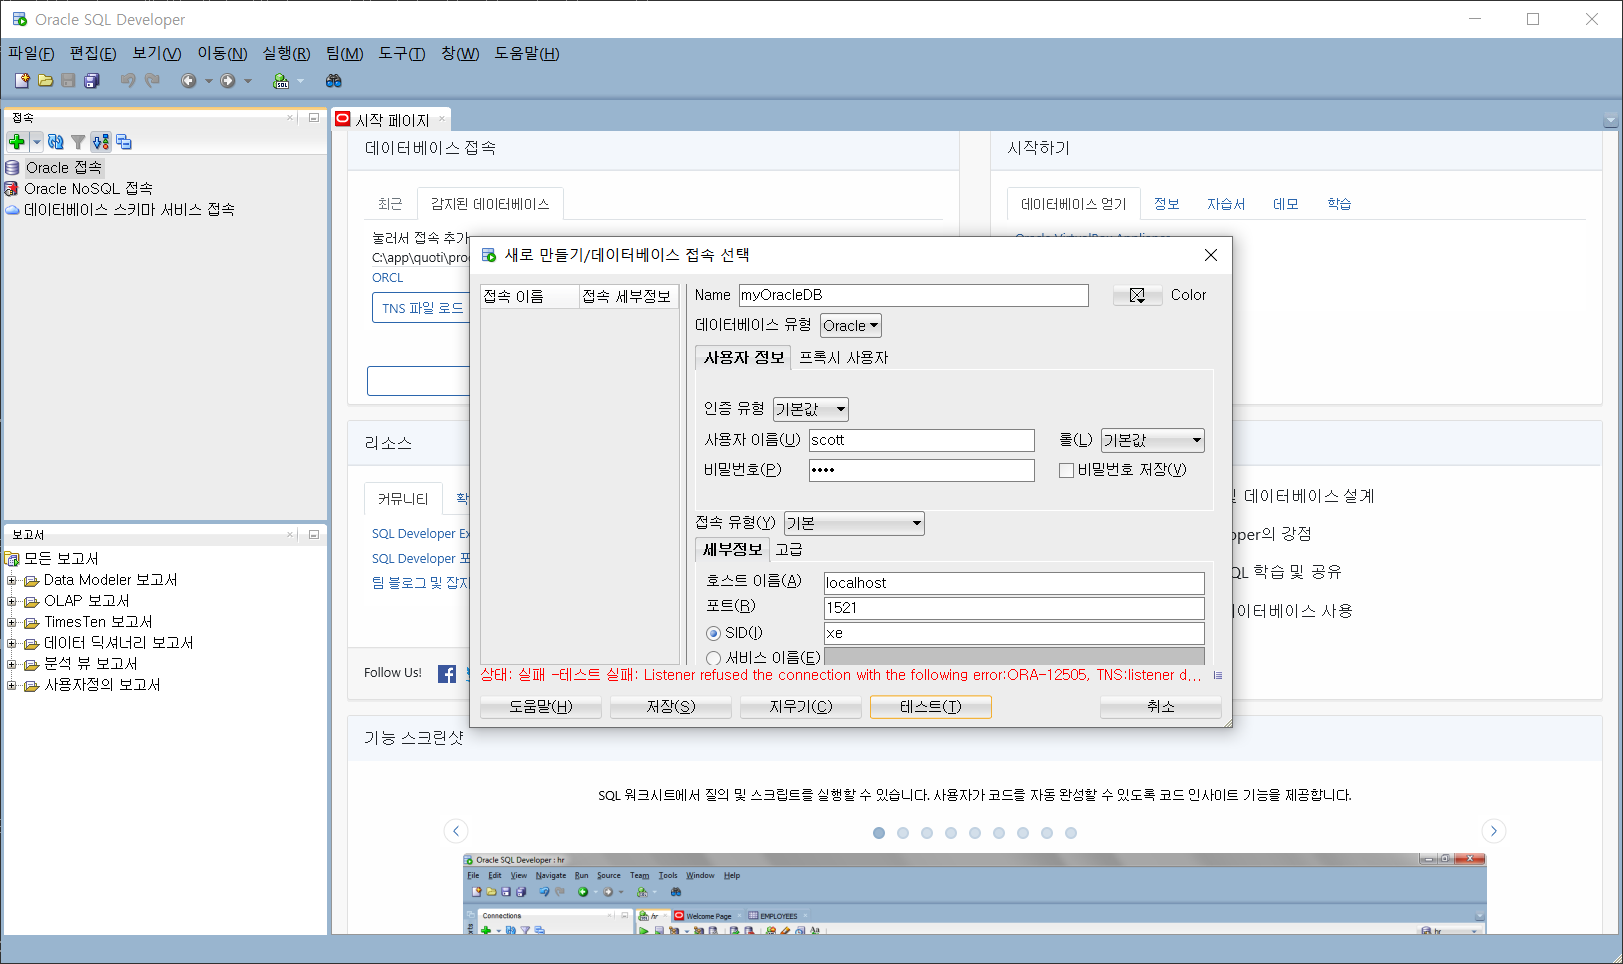 Oracle SQL Developer
파일(F) 편집(E) 보기(V) 이동(N) 실행(R) 팀(M) 도구(T) 창(W) 도움말(H)
접속
Oracle 접속
Oracle NoSQL 접속
데이터베이스 스키마 서비스 접속
보고서
모든 보고서
Data Modeler 보고서
OLAP 보고서
TimesTen 보고서
데이터 딕셔너리 보고서
분석 뷰 보고서
사용자정의 보고서
시작 페이지
데이터베이스 접속
최근 감지된 데이터베이스
눌러서 접속 추가
C:\app\quoti\pro
ORCL
TNS 파일 로드
시작하기
데이터베이스 얻기 정보 자습서 데모 학습
리소스
커뮤니티
SQL Developer Ex
SQL Developer 포
팀 블로그 및 잡지
Follow Us!
데이터베이스 설계
oper의 강점
QL 학습 및 공유
이터베이스 사용
새로 만들기/데이터베이스 접속 선택
접속 이름 접속 세부정보
Name myOracleDB Color
데이터베이스 유형 Oracle
사용자 정보 프록시 사용자
인증 유형 기본값
사용자 이름(U) scott 롤(L) 기본값
비밀번호(P) •••• 비밀번호 저장(V)
접속 유형(Y) 기본
세부정보 고급
호스트 이름(A) localhost
포트(R) 1521
SID(I) xe
서비스 이름(E)
상태: 실패 -테스트 실패: Listener refused the connection with the following error:ORA-12505, TNS:listener d...
도움말(H) 저장(S) 지우기(C) 테스트(T) 취소
기능 스크린샷
SQL 워크시트에서 질의 및 스크립트를 실행할 수 있습니다. 사용자가 코드를 자동 완성할 수 있도록 코드 인사이트 기능을 제공합니다.
Oracle SQL Developer : hr
File Edit View Navigate Run Source Team Tools Window Help
Connections
hr Welcome Page EMPLOYEES
hr